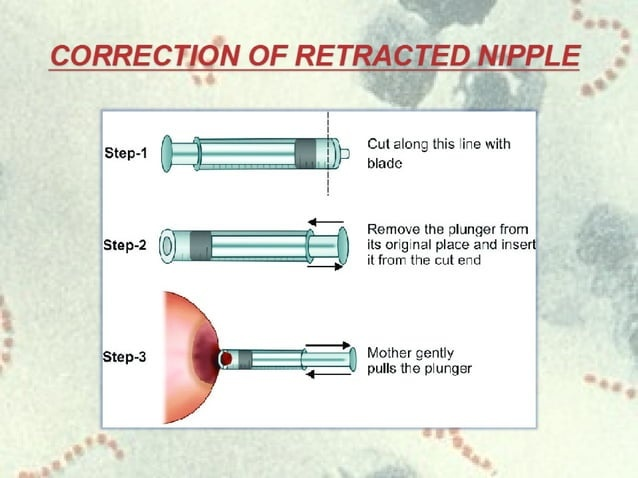 CORRECTION OF RETRACTED NIPPLE
Step-1
Cut along this line with
blade
Step-2
Remove the plunger from
its original place and insert
it from the cut end
Step-3
Mother gently
pulls the plunger